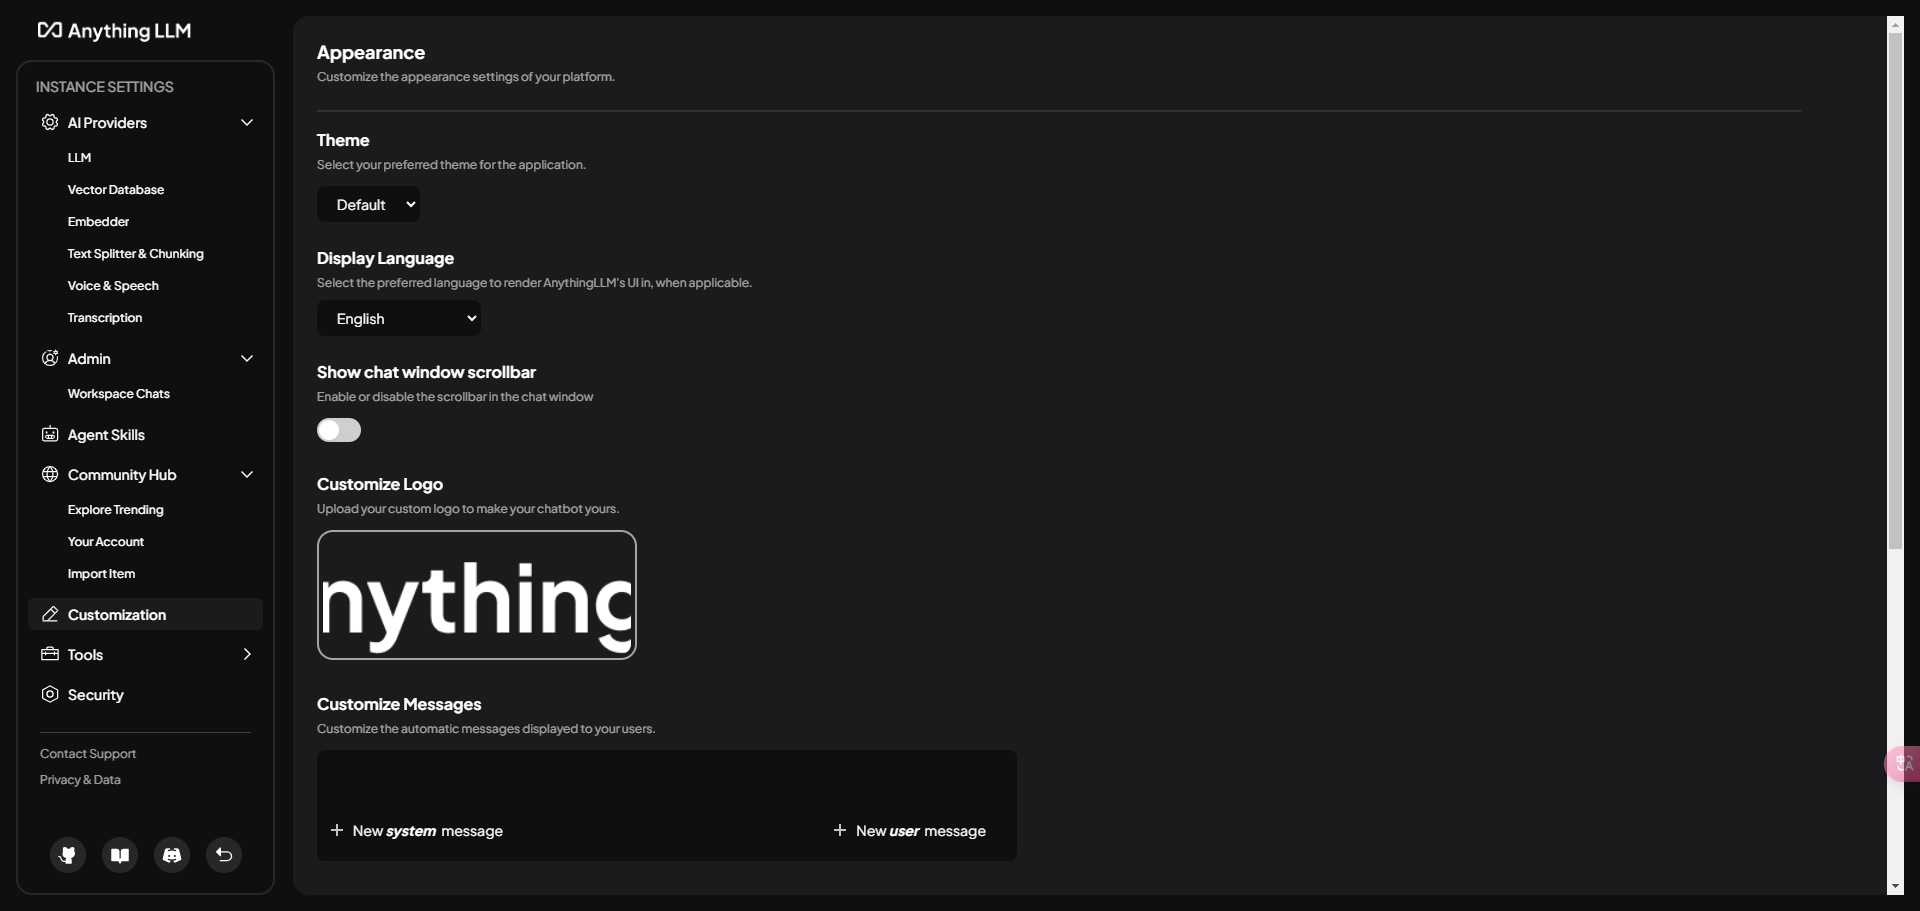 Anything LLM
INSTANCE SETTINGS
AI Providers
LLM
Vector Database
Embedder
Text Splitter & Chunking
Voice & Speech
Transcription
Admin
Workspace Chats
Agent Skills
Community Hub
Explore Trending
Your Account
Import Item
Customization
Tools
Security
Contact Support
Privacy & Data
Appearance
Customize the appearance settings of your platform.
Theme
Select your preferred theme for the application.
Default
Display Language
Select the preferred language to render AnythingLLM's UI in, when applicable.
English
Show chat window scrollbar
Enable or disable the scrollbar in the chat window
Customize Logo
Upload your custom logo to make your chatbot yours.
nything
Customize Messages
Customize the automatic messages displayed to your users.
+ New system message
+ New user message